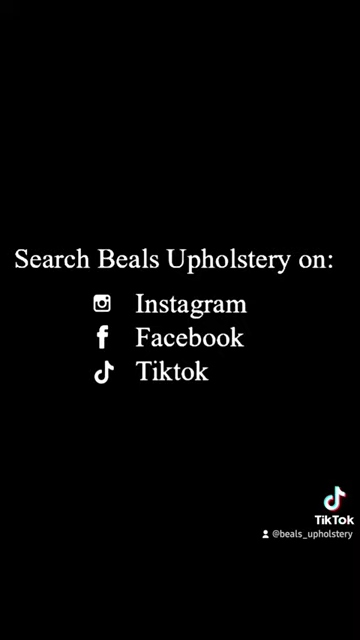 Search Beals Upholstery on:
Instagram
Facebook
Tiktok
TikTok
@beals_upholstery